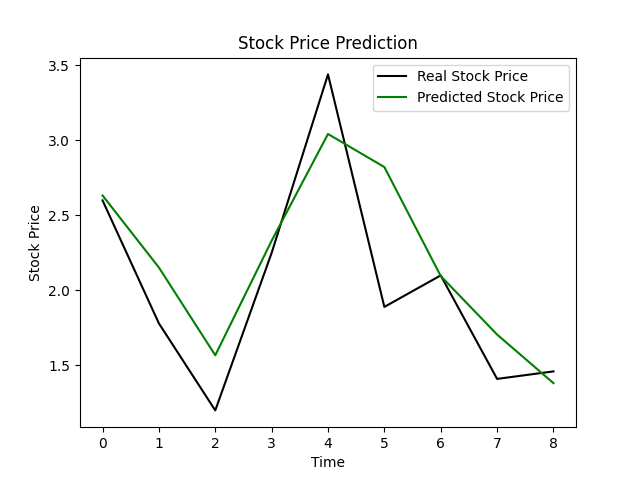 Stock Price Prediction
3.5
3.0
2.5
2.0
1.5
Stock Price
Real Stock Price
Predicted Stock Price
0 1 2 3 4 5 6 7 8
Time